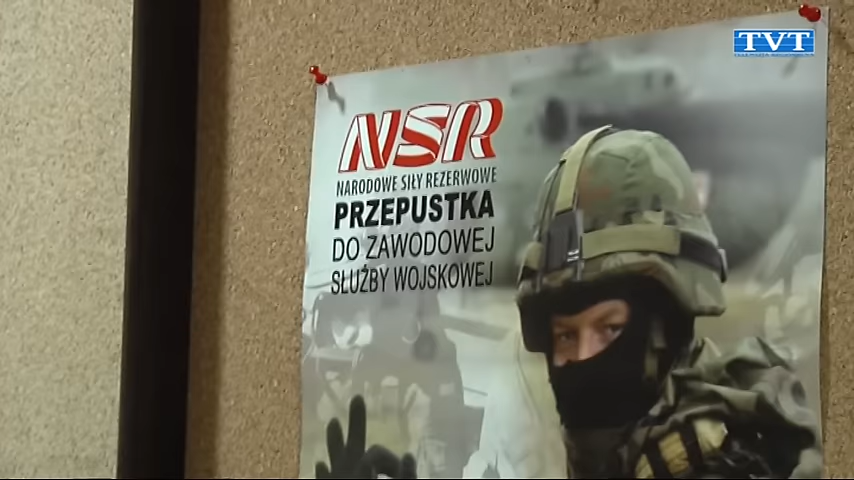 TVT
NSR
NARODOWE SIŁY REZERWOWE
PRZEPUSTKA
DO ZAWODOWEJ
SŁUŻBY WOJSKOWEJ